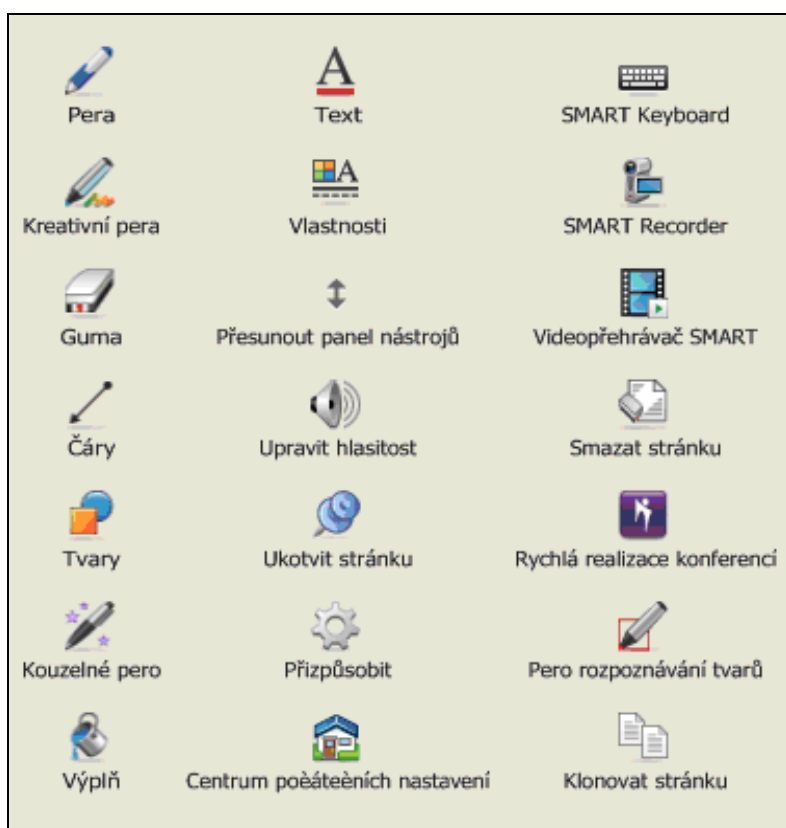 Pera Text SMART Keyboard
Kreativní pera Vlastnosti SMART Recorder
Guma Přesunout panel nástrojů Videopřehrávač SMART
Čáry Upravit hlasitost Smazat stránku
Tvary Ukotvit stránku Rychlá realizace konferencí
Kouzelné pero Přizpůsobit Pero rozpoznávání tvarů
Výplň Centrum poèáteèních nastavení Klonovat stránku